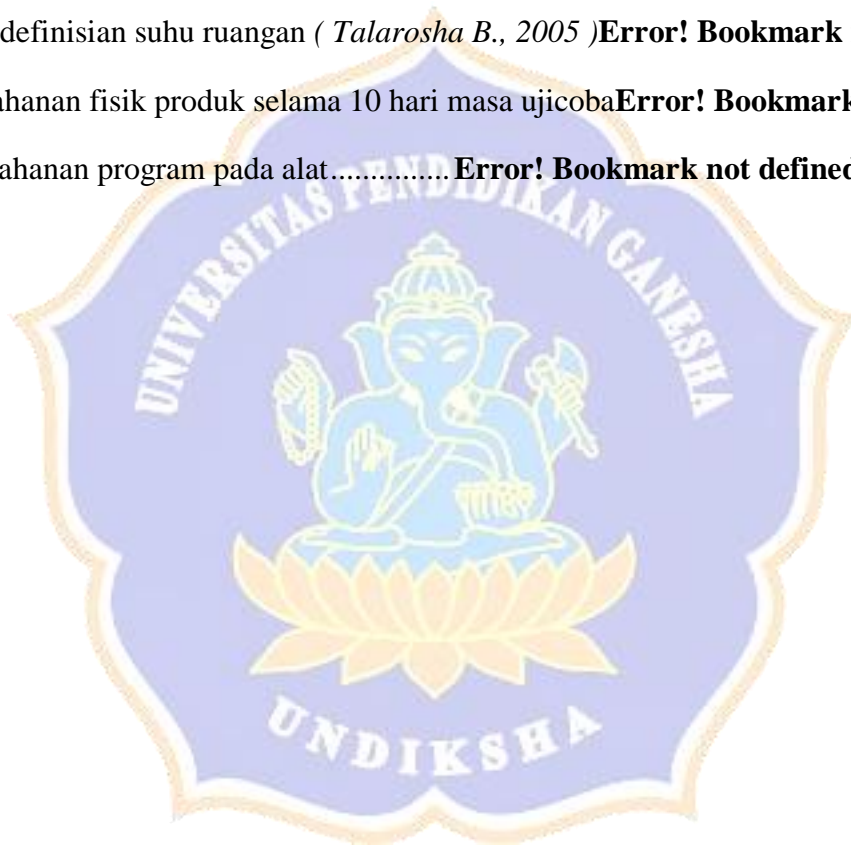 definisian suhu ruangan ( Talarosha B., 2005 )Error! Bookmark
ahanan fisik produk selama 10 hari masa ujicobaError! Bookmark
ahanan program pada alat...............Error! Bookmark not defined
UNIVERSITAS PENDIDIKAN GANESHA
UNDIKSHA